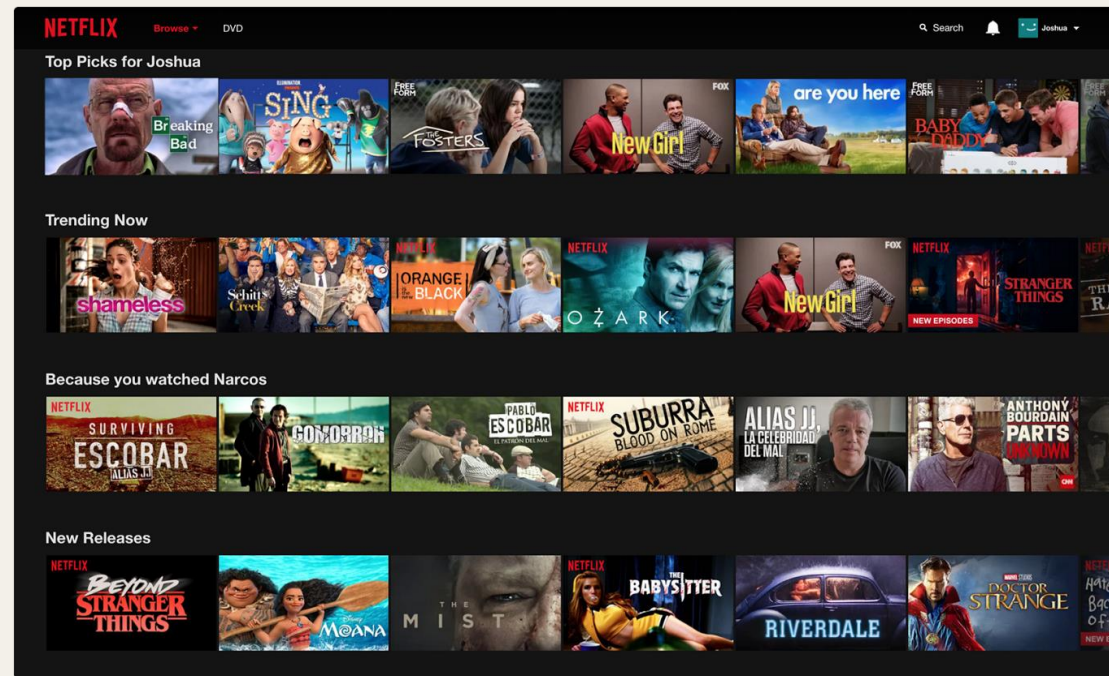 NETFLIX Browse DVD Search Joshua
Top Picks for Joshua
Breaking
Bad
ILLUMINATION
SING
FREE
FORM
THE
FOSTERS
FOX
New Girl
are you here
FREE
FORM
BABY
DADDY
Trending Now
shameless
Schitt's
Creek
NETFLIX
ORANGE
IS THE NEW
BLACK
NETFLIX
OZARK
FOX
New Girl
NETFLIX
STRANGER
THINGS
NEW EPISODES
Because you watched Narcos
NETFLIX
SURVIVING
ESCOBAR
ALIAS J.J.
GOMORRAH
PABLO
ESCOBAR
EL PATRÓN DEL MAL
NETFLIX
SUBURRA
BLOOD ON ROME
ALIAS JJ,
LA CELEBRIDAD
DEL MAL
ANTHONY
BOURDAIN
PARTS
UNKNOWN
CNN
New Releases
NETFLIX
BEYOND
STRANGER
THINGS
Disney
MOANA
THE
MIST
NETFLIX
THE
BABYSITTER
RIVERDALE
MARVEL STUDIOS
DOCTOR
STRANGE